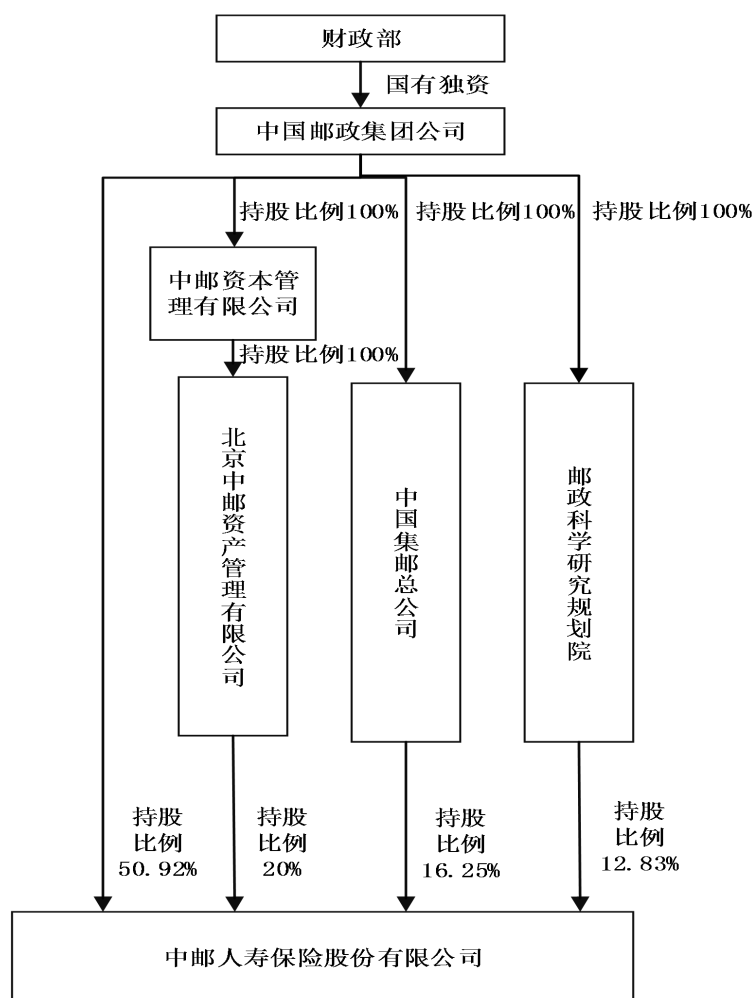 财政部
国有独资
中国邮政集团公司
持股比例100%
持股比例100%
持股比例100%
中邮资本管
理有限公司
持股比例100%
北京中邮资产管理有限公司
中国集邮总公司
邮政科学研究规划院
持股
比例
50.92%
持股
比例
20%
持股
比例
16.25%
持股
比例
12.83%
中邮人寿保险股份有限公司